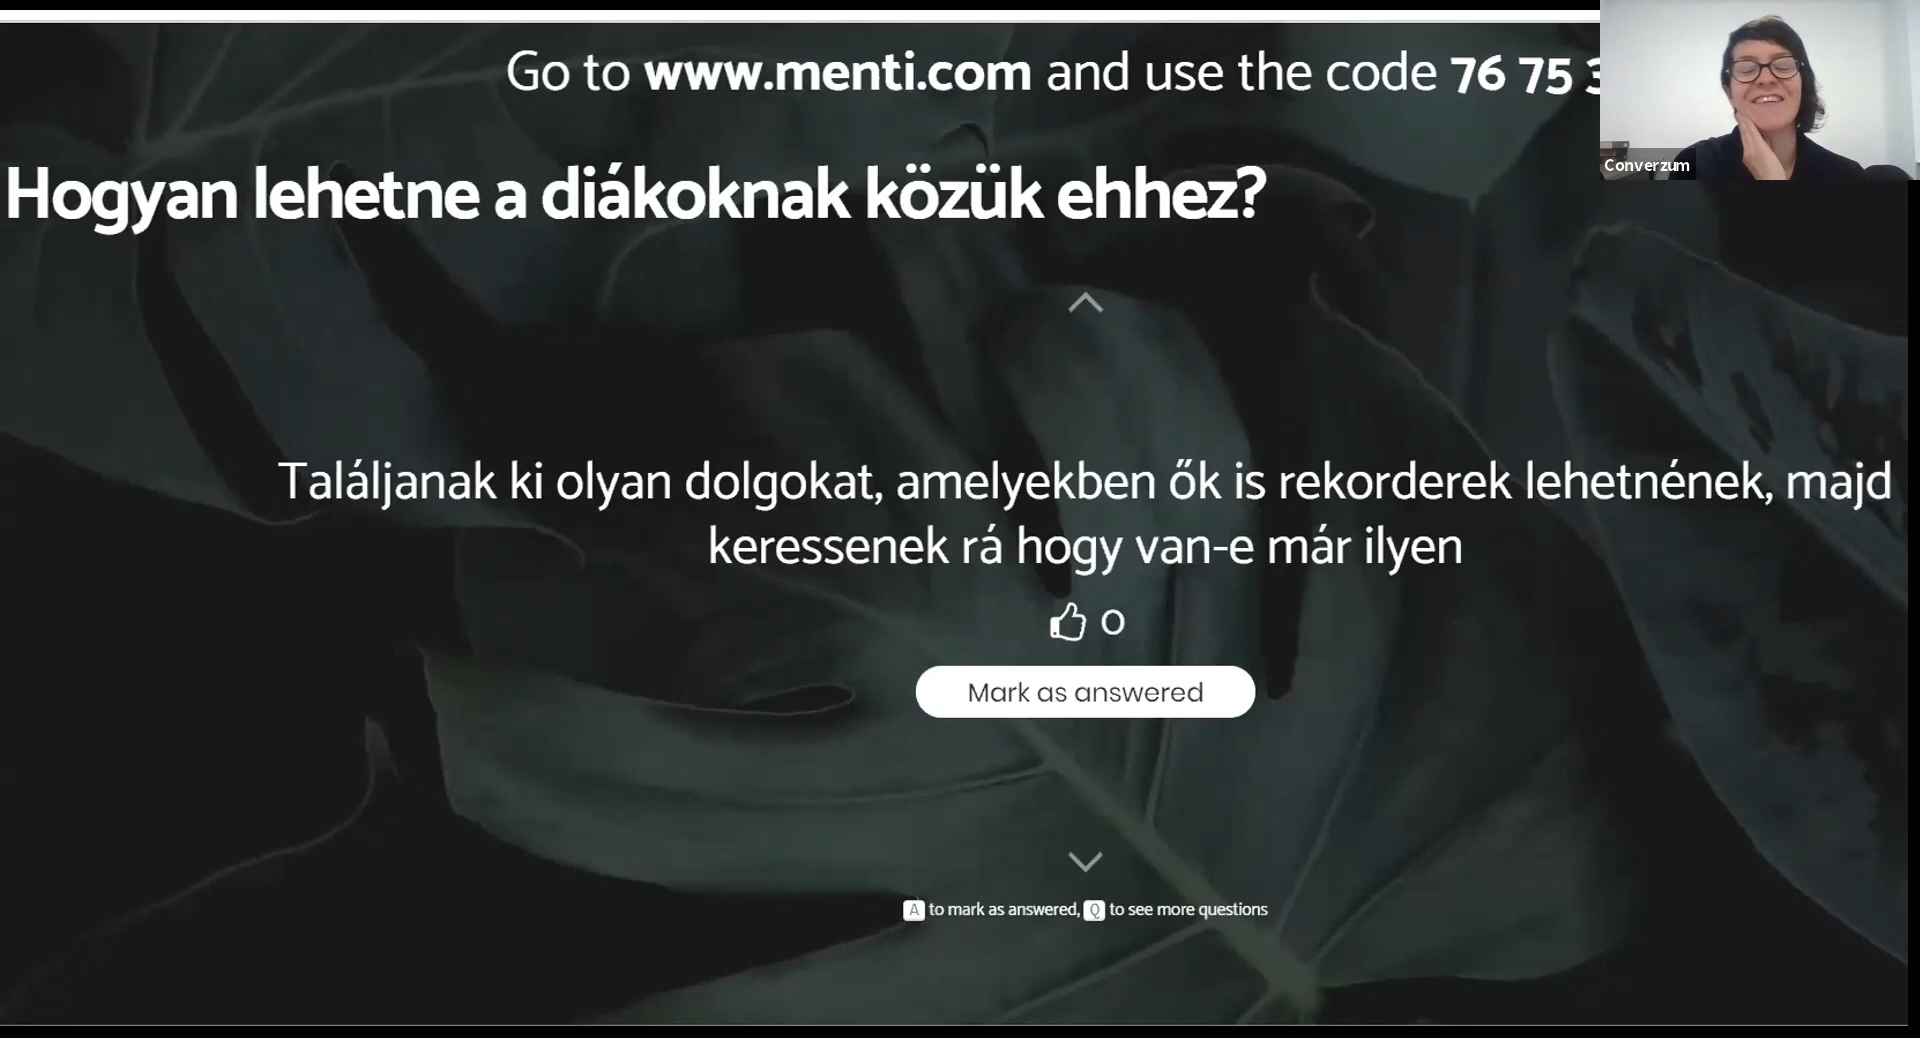 Go to www.menti.com and use the code 76 75
Converzum
Hogyan lehetne a diákoknak közük ehhez?
Találjanak ki olyan dolgokat, amelyekben ők is rekorderek lehetnének, majd
keressenek rá hogy van-e már ilyen
0
Mark as answered
A to mark as answered, Q to see more questions